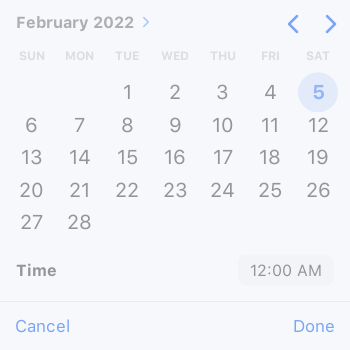 February 2022
SUN MON TUE WED THU FRI SAT
1 2 3 4 5
6 7 8 9 10 11 12
13 14 15 16 17 18 19
20 21 22 23 24 25 26
27 28
Time 12:00 AM
Cancel Done